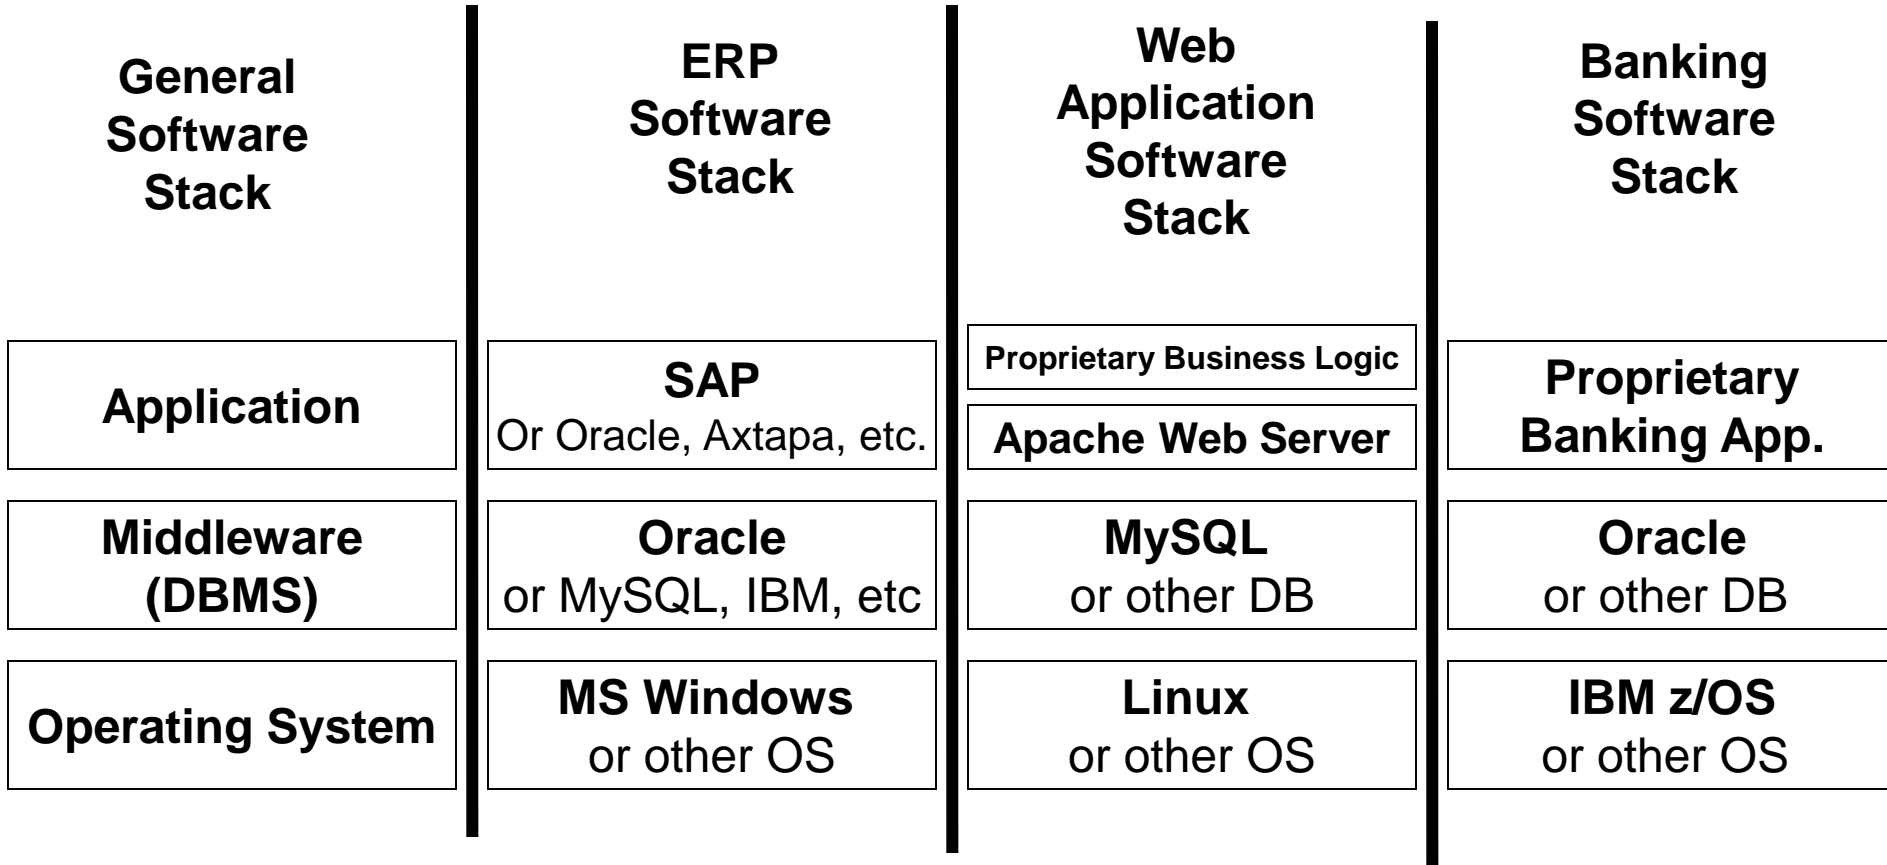 General
Software
Stack
ERP
Software
Stack
Web
Application
Software
Stack
Banking
Software
Stack
Application
SAP
Or Oracle, Axtapa, etc.
Proprietary Business Logic
Apache Web Server
Proprietary
Banking App.
Middleware
(DBMS)
Oracle
or MySQL, IBM, etc
MySQL
or other DB
Oracle
or other DB
Operating System
MS Windows
or other OS
Linux
or other OS
IBM z/OS
or other OS